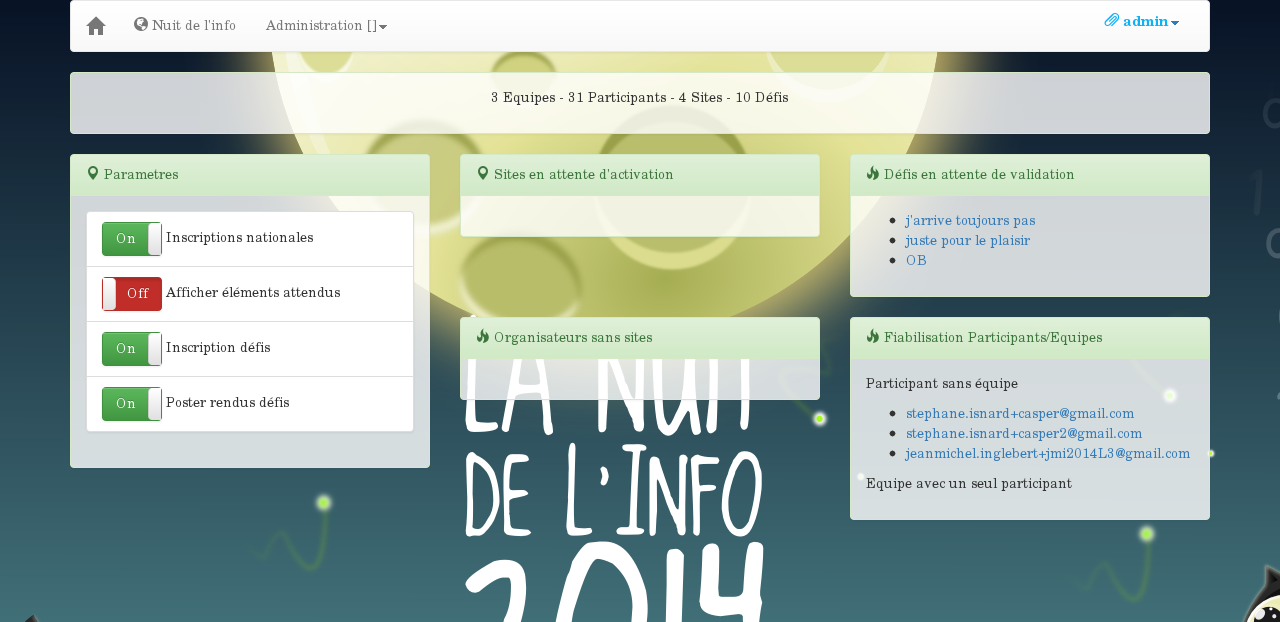 Nuit de l'info
Administration []
admin
3 Equipes - 31 Participants - 4 Sites - 10 Défis
Parametres
On Inscriptions nationales
Off Afficher éléments attendus
On Inscription défis
On Poster rendus défis
Sites en attente d'activation
Organisateurs sans sites
Défis en attente de validation
j'arrive toujours pas
juste pour le plaisir
OB
Fiabilisation Participants/Equipes
Participant sans équipe
stephane.isnard+casper@gmail.com
stephane.isnard+casper2@gmail.com
jeanmichel.inglebert+jmi2014L3@gmail.com
Equipe avec un seul participant
LA NUIT
DE L'INFO
2014